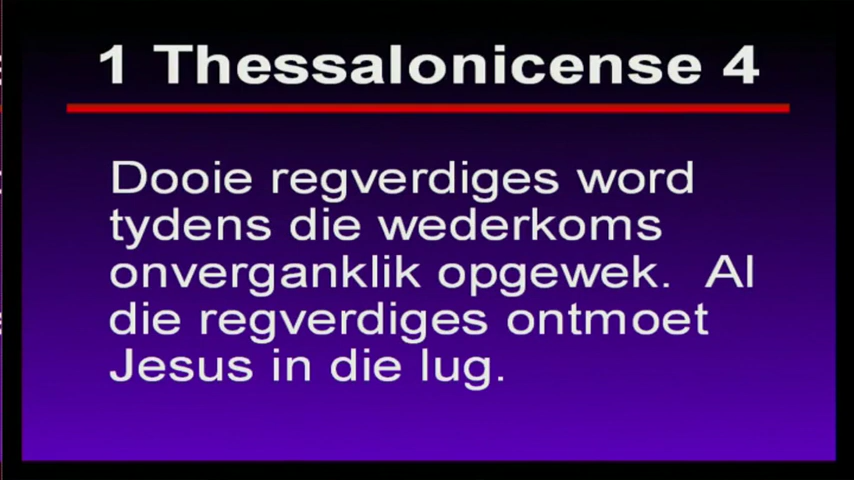 1 Thessalonicense 4
Dooie regverdiges word
tydens die wederkoms
onverganklik opgewek.  Al
die regverdiges ontmoet
Jesus in die lug.